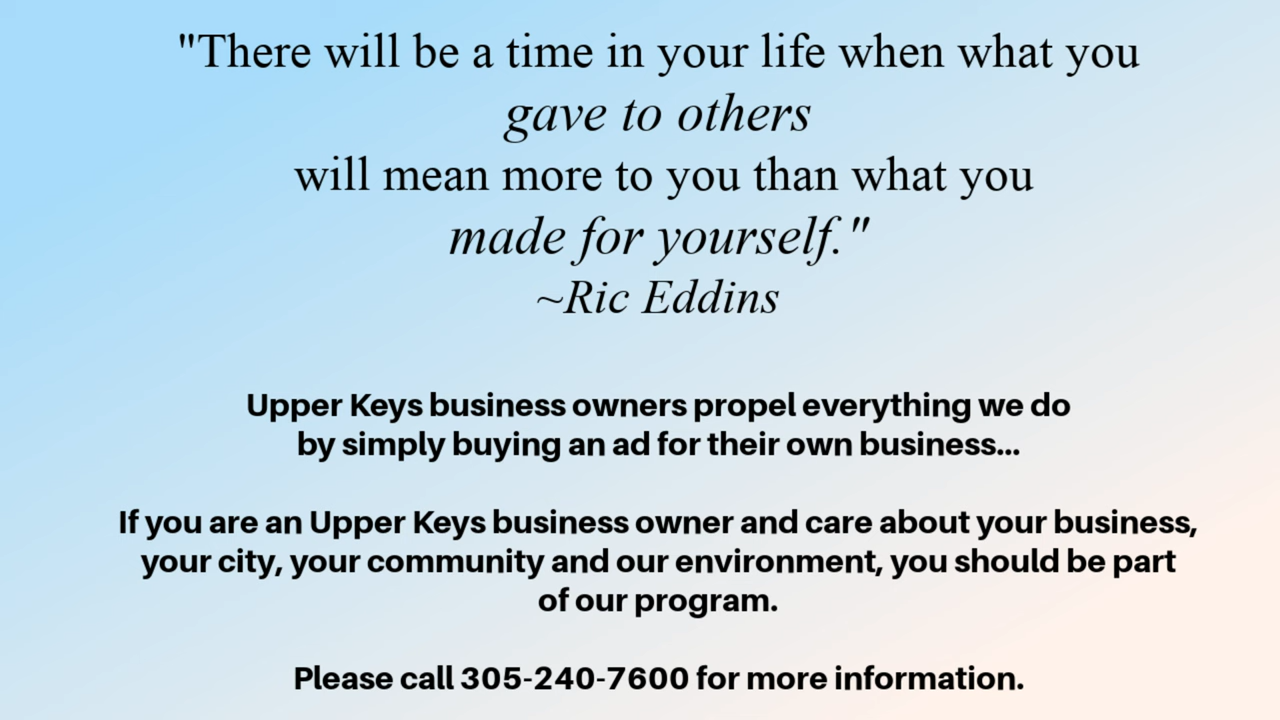 "There will be a time in your life when what you
gave to others
will mean more to you than what you
made for yourself."
~Ric Eddins
Upper Keys business owners propel everything we do
by simply buying an ad for their own business...
If you are an Upper Keys business owner and care about your business,
your city, your community and our environment, you should be part
of our program.
Please call 305-240-7600 for more information.